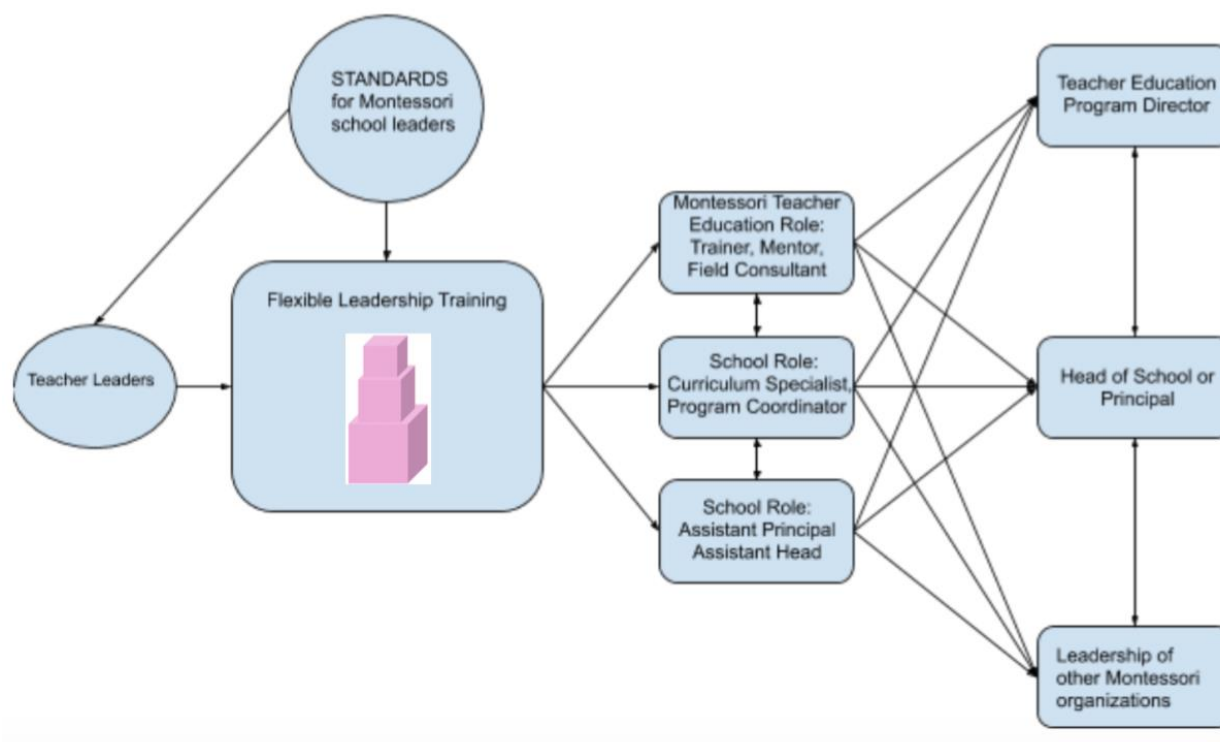 STANDARDS
for Montessori
school leaders
Teacher Leaders
Flexible Leadership Training
Montessori Teacher
Education Role:
Trainer, Mentor,
Field Consultant
School Role:
Curriculum Specialist,
Program Coordinator
School Role:
Assistant Principal
Assistant Head
Teacher Education
Program Director
Head of School or
Principal
Leadership of
other Montessori
organizations